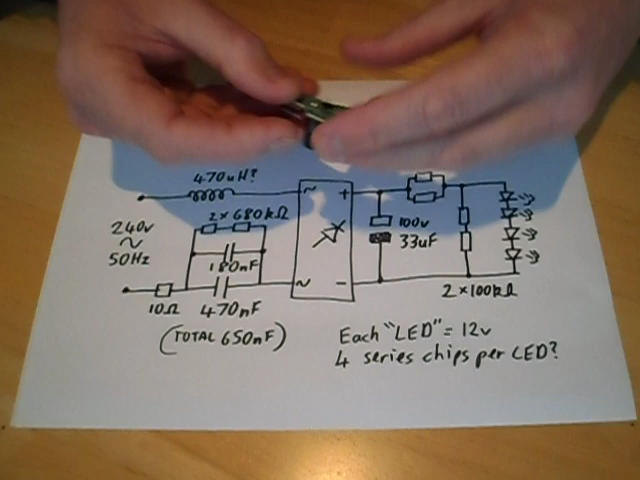 470uH?
2×680kΩ
240v
~
50Hz
180nF
10Ω 470nF
(TOTAL 650nF)
~ +
~ -
100v
33uF
2×100kΩ
Each "LED" = 12v
4 series chips per LED?